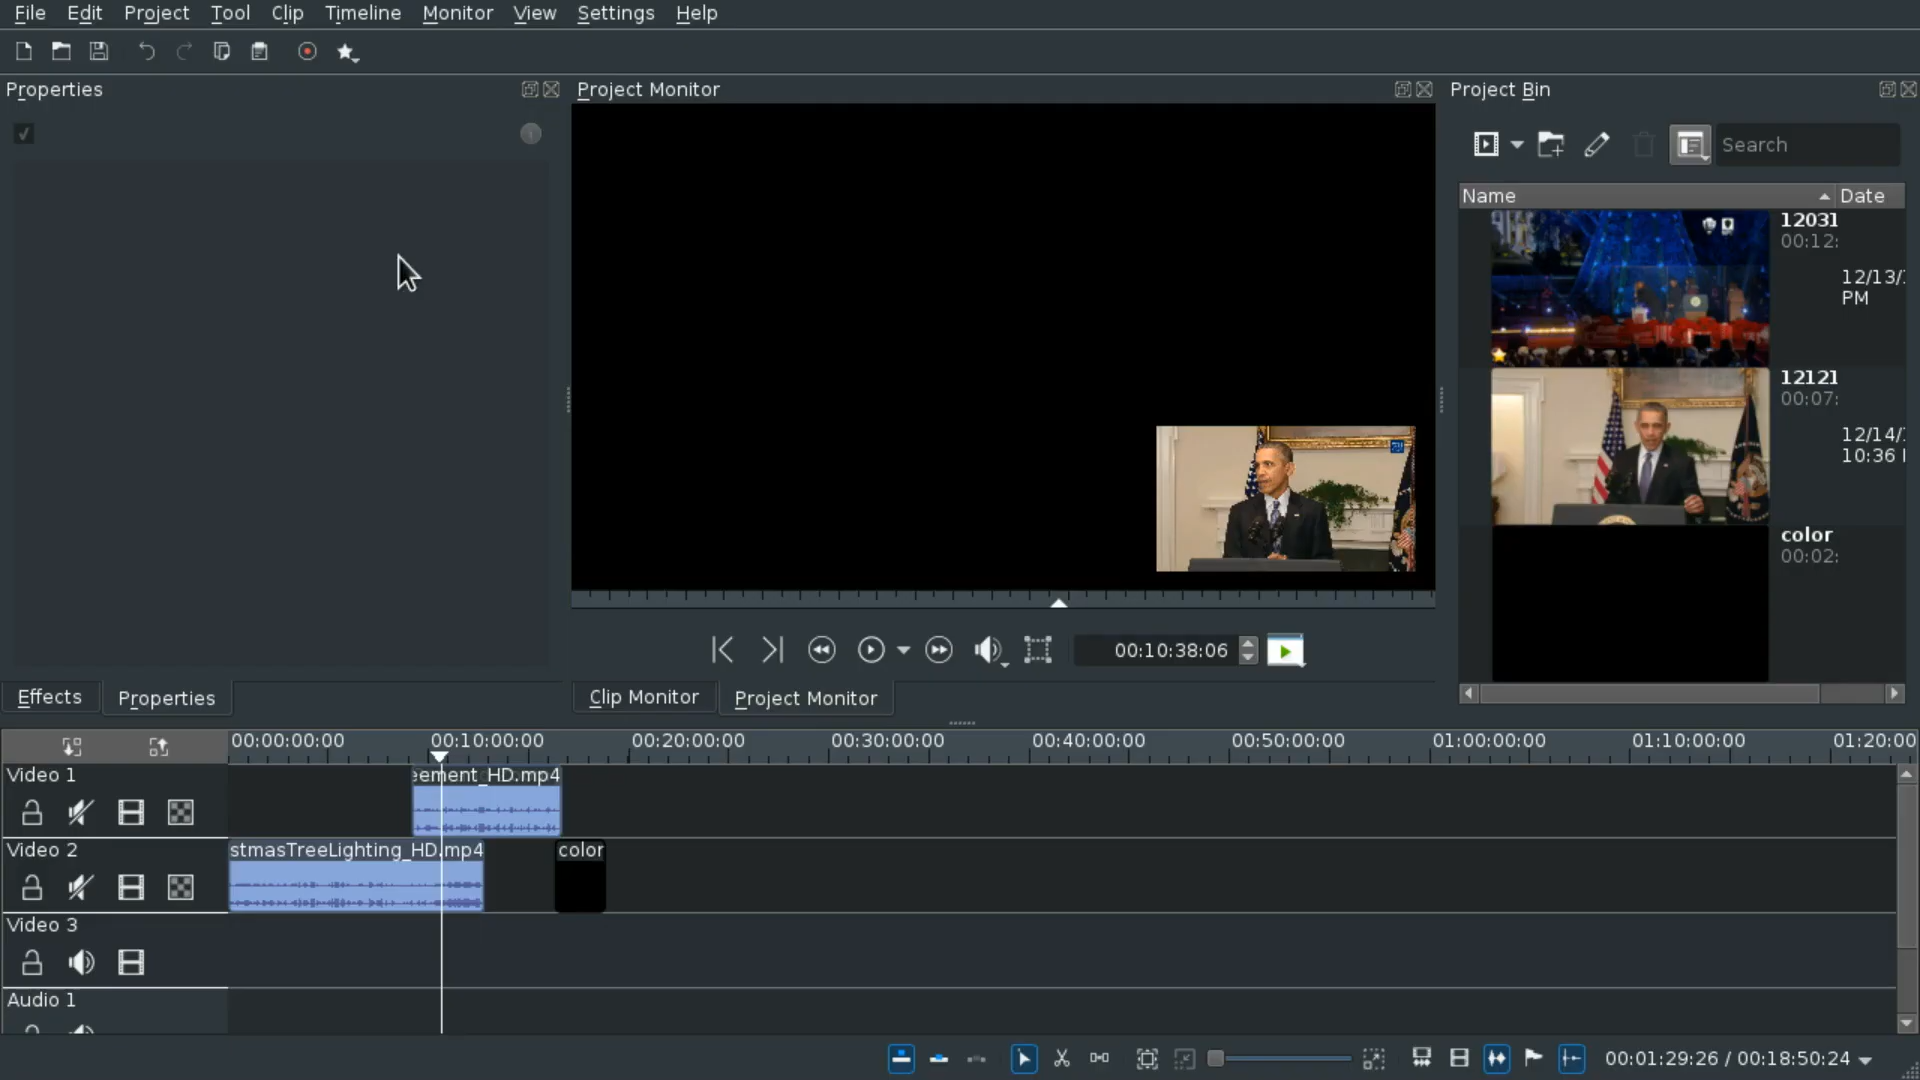 File Edit Project Tool Clip Timeline Monitor View Settings Help
Properties
Project Monitor
Project Bin
Search
Name Date
12031
00:12:
12/13/
PM
12121
00:07:
12/14/
10:36
color
00:02:
00:10:38:06
Effects Properties
Clip Monitor Project Monitor
00:00:00:00 00:10:00:00 00:20:00:00 00:30:00:00 00:40:00:00 00:50:00:00 01:00:00:00 01:10:00:00 01:20:00
Video 1
eement_HD.mp4
Video 2
stmasTreeLighting_HD.mp4
color
Video 3
Audio 1
00:01:29:26 / 00:18:50:24